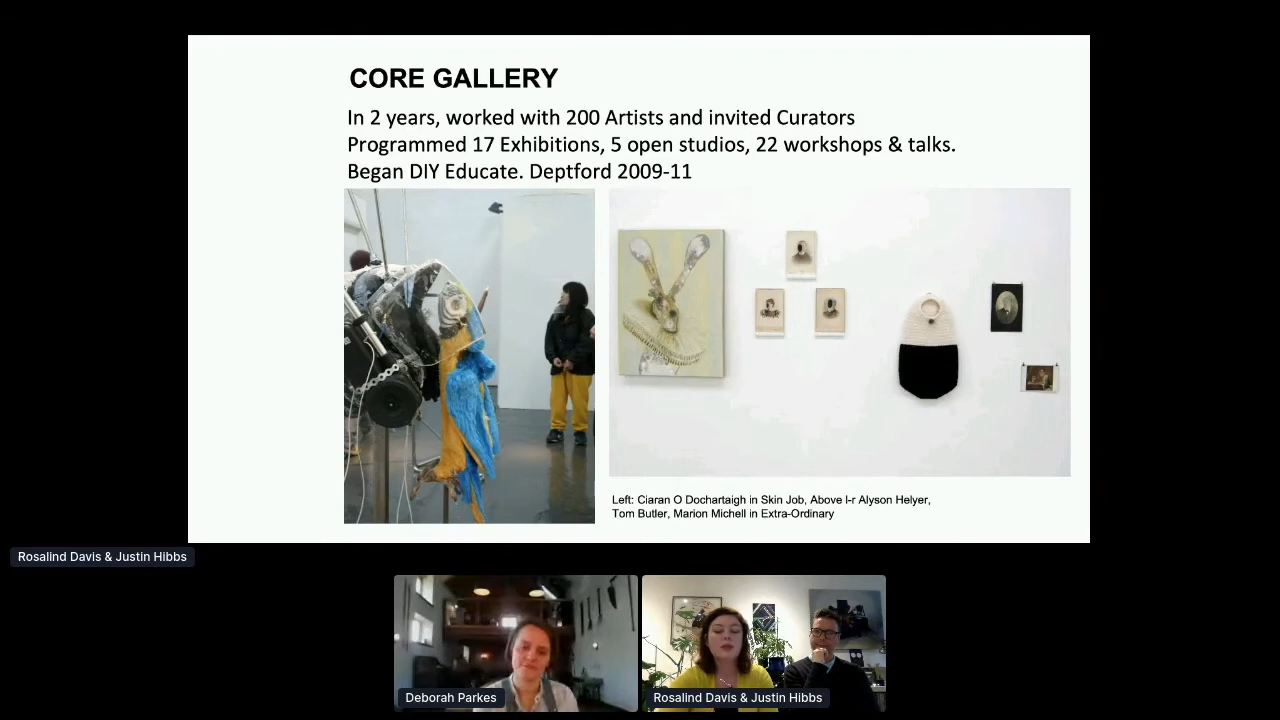 CORE GALLERY
In 2 years, worked with 200 Artists and invited Curators
Programmed 17 Exhibitions, 5 open studios, 22 workshops & talks.
Began DIY Educate. Deptford 2009-11
Left: Ciaran O Dochartaigh in Skin Job, Above l-r Alyson Helyer,
Tom Butler, Marion Michell in Extra-Ordinary
Rosalind Davis & Justin Hibbs
Deborah Parkes
Rosalind Davis & Justin Hibbs